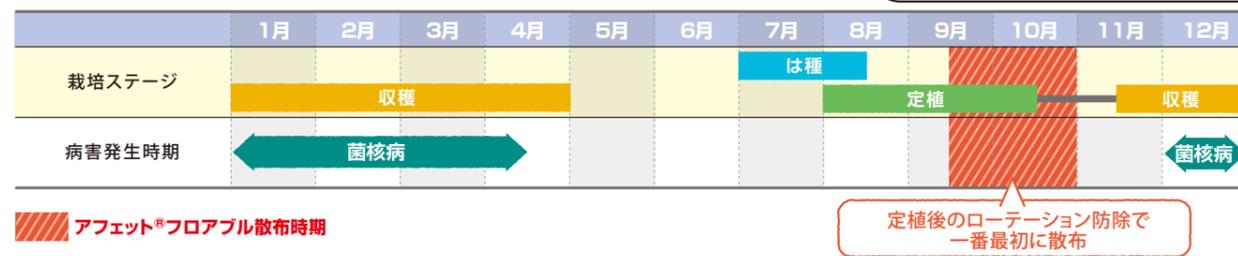 1月 2月 3月 4月 5月 6月 7月 8月 9月 10月 11月 12月
は種
栽培ステージ
収穫 定植 収穫
病害発生時期 菌核病 菌核病
アフェット®フロアブル散布時期
定植後のローテーション防除で
一番最初に散布